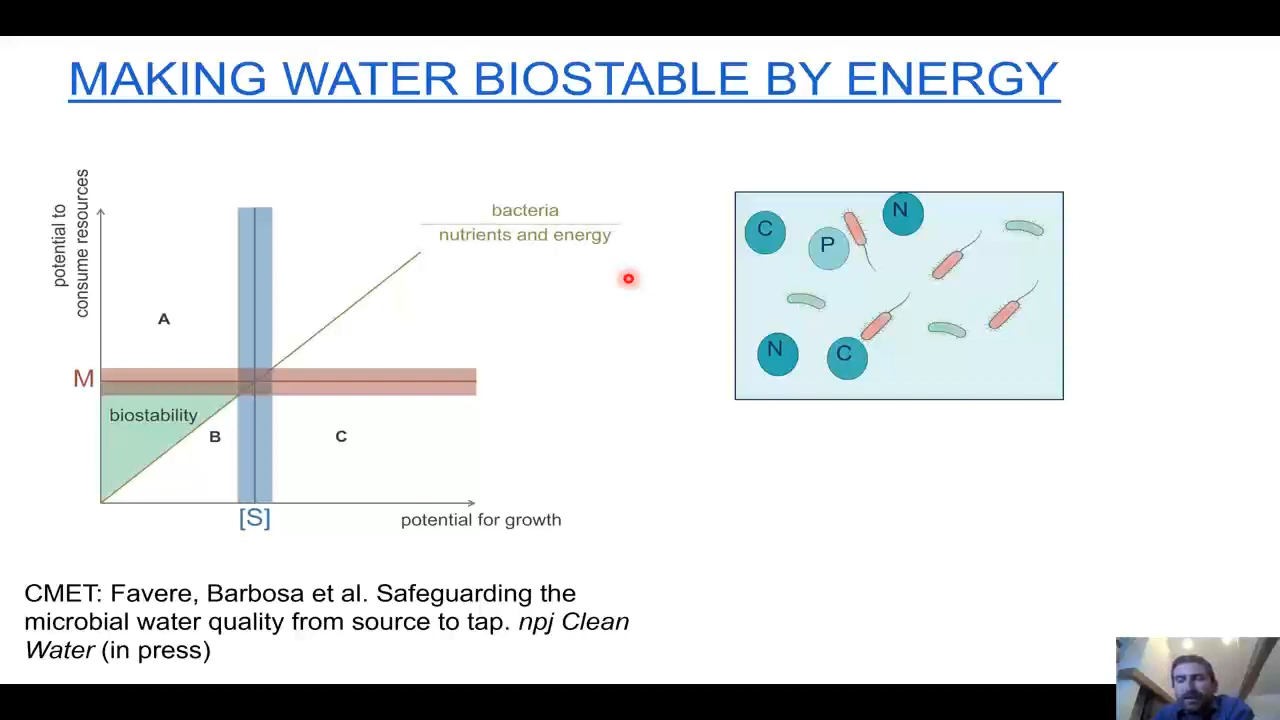 MAKING WATER BIOSTABLE BY ENERGY
potential to
consume resources
bacteria
nutrients and energy
A
M
biostability
B
C
[S]
potential for growth
C
P
N
N
C
CMET: Favere, Barbosa et al. Safeguarding the
microbial water quality from source to tap. npj Clean
Water (in press)